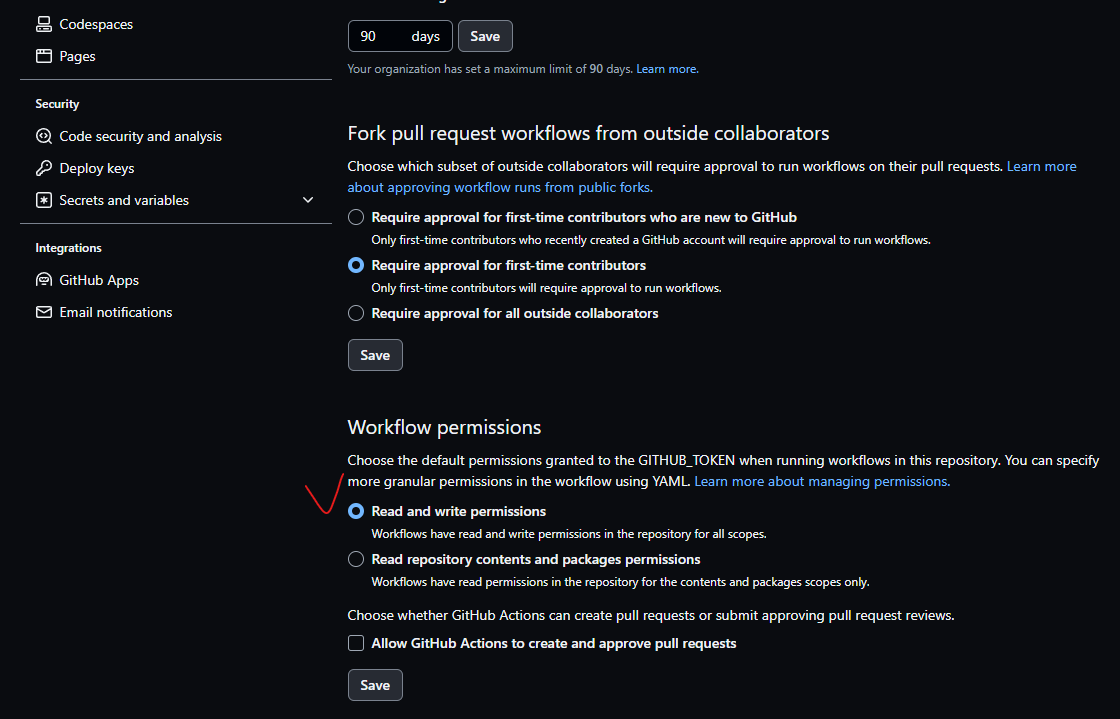 Codespaces
Pages
Security
Code security and analysis
Deploy keys
Secrets and variables
Integrations
GitHub Apps
Email notifications
90 days Save
Your organization has set a maximum limit of 90 days. Learn more.
Fork pull request workflows from outside collaborators
Choose which subset of outside collaborators will require approval to run workflows on their pull requests. Learn more
about approving workflow runs from public forks.
Require approval for first-time contributors who are new to GitHub
Only first-time contributors who recently created a GitHub account will require approval to run workflows.
Require approval for first-time contributors
Only first-time contributors will require approval to run workflows.
Require approval for all outside collaborators
Save
Workflow permissions
Choose the default permissions granted to the GITHUB_TOKEN when running workflows in this repository. You can specify
more granular permissions in the workflow using YAML. Learn more about managing permissions.
Read and write permissions
Workflows have read and write permissions in the repository for all scopes.
Read repository contents and packages permissions
Workflows have read permissions in the repository for the contents and packages scopes only.
Choose whether GitHub Actions can create pull requests or submit approving pull request reviews.
Allow GitHub Actions to create and approve pull requests
Save